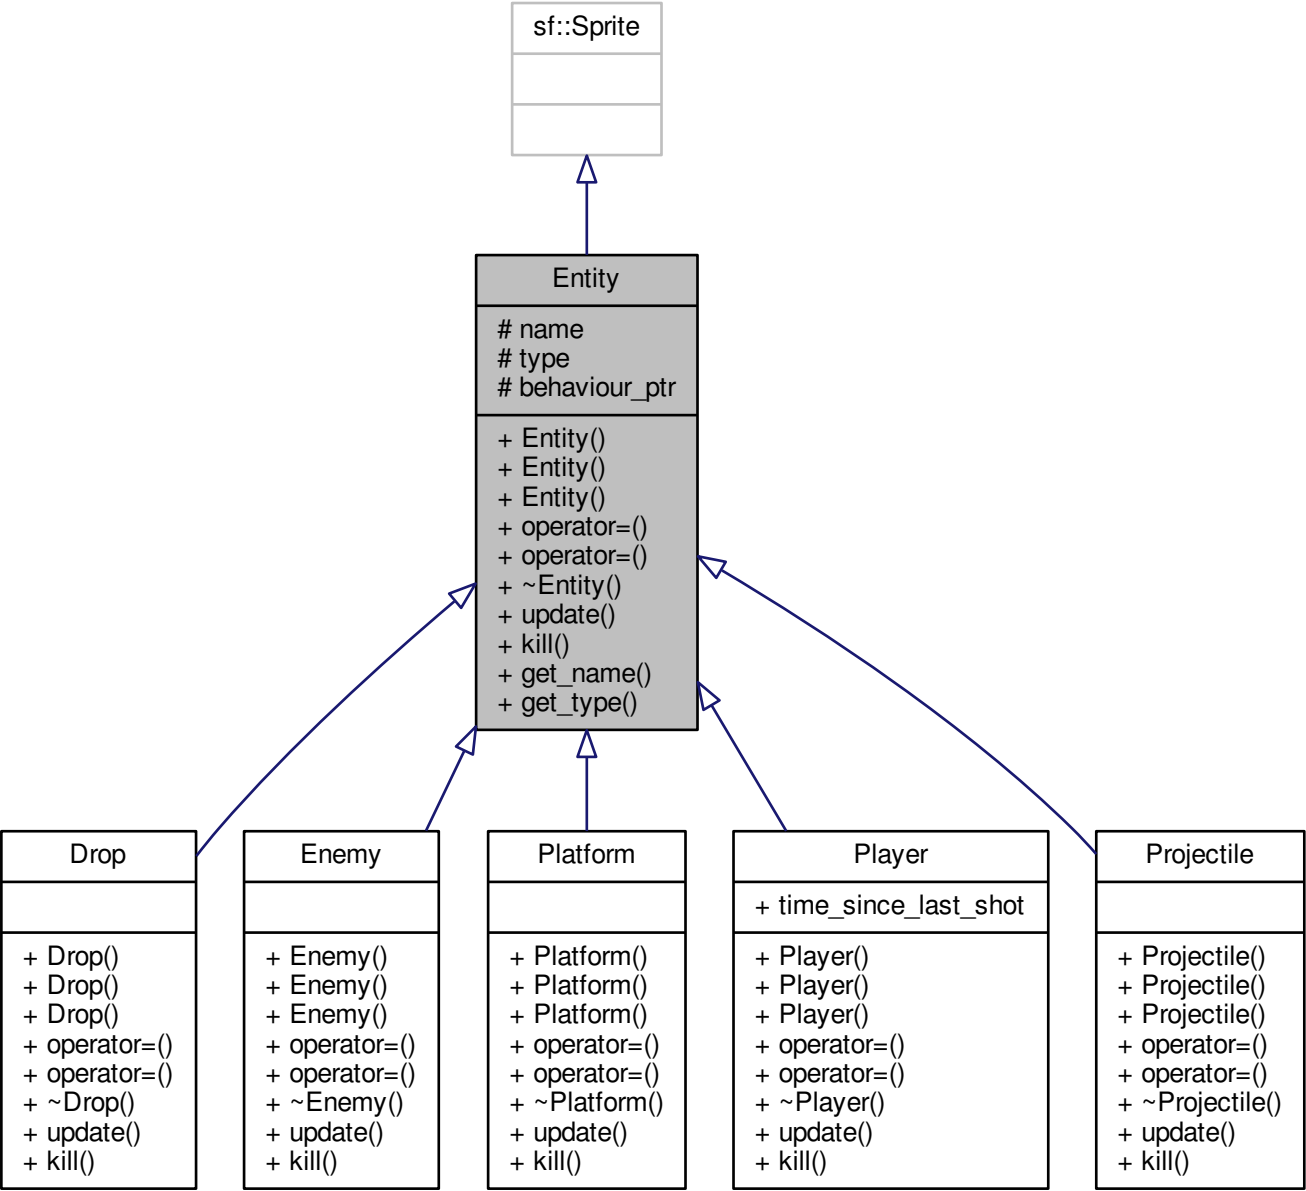 sf::Sprite
Entity
# name
# type
# behaviour_ptr
+ Entity()
+ Entity()
+ Entity()
+ operator=()
+ operator=()
+ ~Entity()
+ update()
+ kill()
+ get_name()
+ get_type()
Drop
+ Drop()
+ Drop()
+ Drop()
+ operator=()
+ operator=()
+ ~Drop()
+ update()
+ kill()
Enemy
+ Enemy()
+ Enemy()
+ Enemy()
+ operator=()
+ operator=()
+ ~Enemy()
+ update()
+ kill()
Platform
+ Platform()
+ Platform()
+ Platform()
+ operator=()
+ operator=()
+ ~Platform()
+ update()
+ kill()
Player
+ time_since_last_shot
+ Player()
+ Player()
+ Player()
+ operator=()
+ operator=()
+ ~Player()
+ update()
+ kill()
Projectile
+ Projectile()
+ Projectile()
+ Projectile()
+ operator=()
+ operator=()
+ ~Projectile()
+ update()
+ kill()